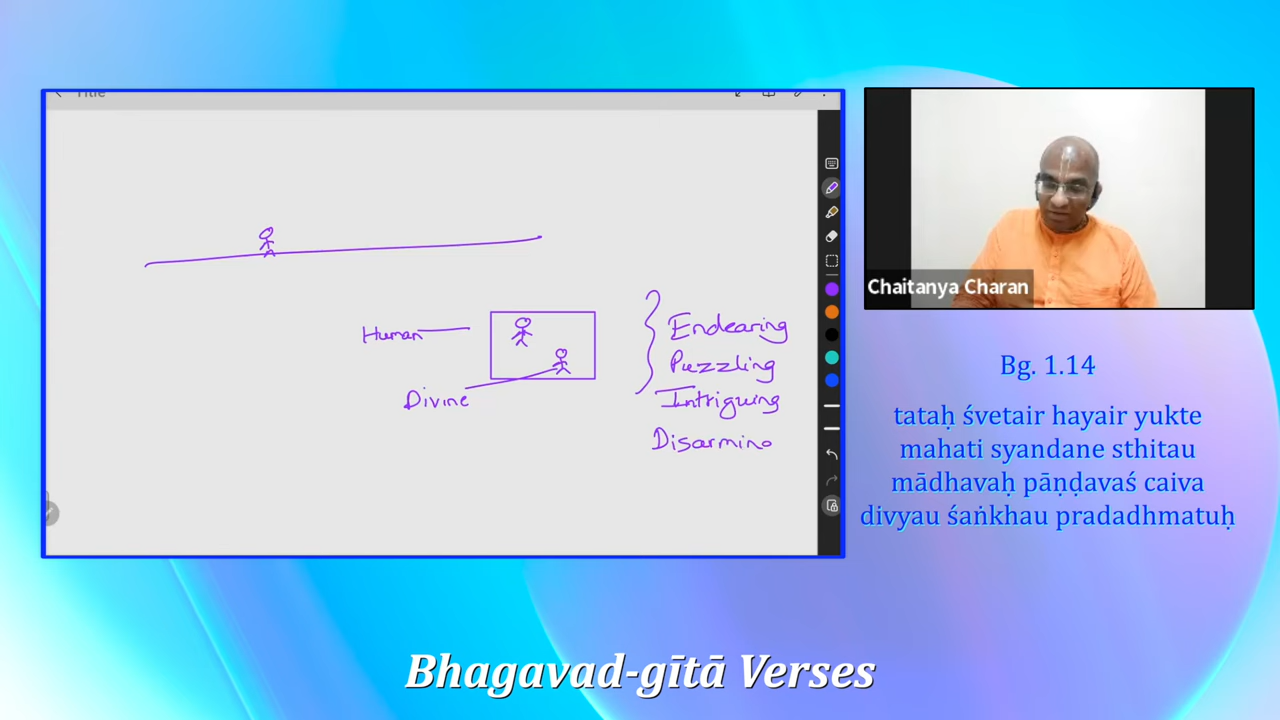 Title
Human
Divine
Endearing
Puzzling
Intriguing
Disarmino
Chaitanya Charan
Bg. 1.14
tataḥ śvetair hayair yukte
mahati syandane sthitau
mādhavaḥ pāṇḍavaś caiva
divyau śaṅkhau pradadhmatuḥ
Bhagavad-gītā Verses